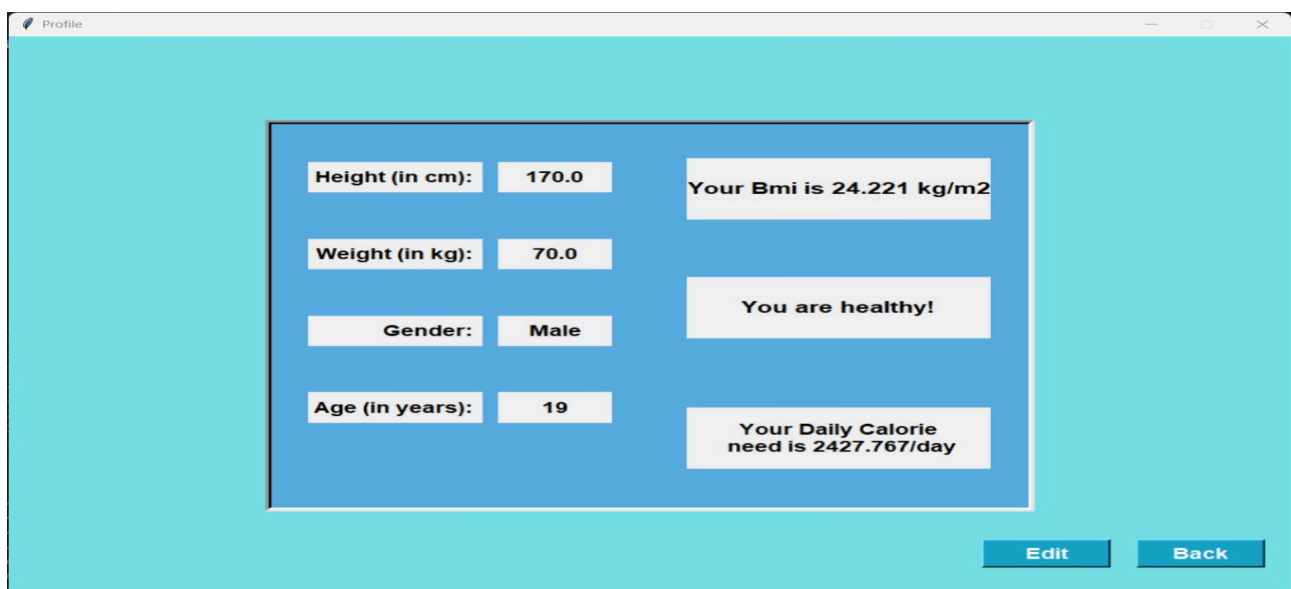 Profile
Height (in cm): 170.0
Weight (in kg): 70.0
Gender: Male
Age (in years): 19
Your Bmi is 24.221 kg/m2
You are healthy!
Your Daily Calorie
need is 2427.767/day
Edit Back